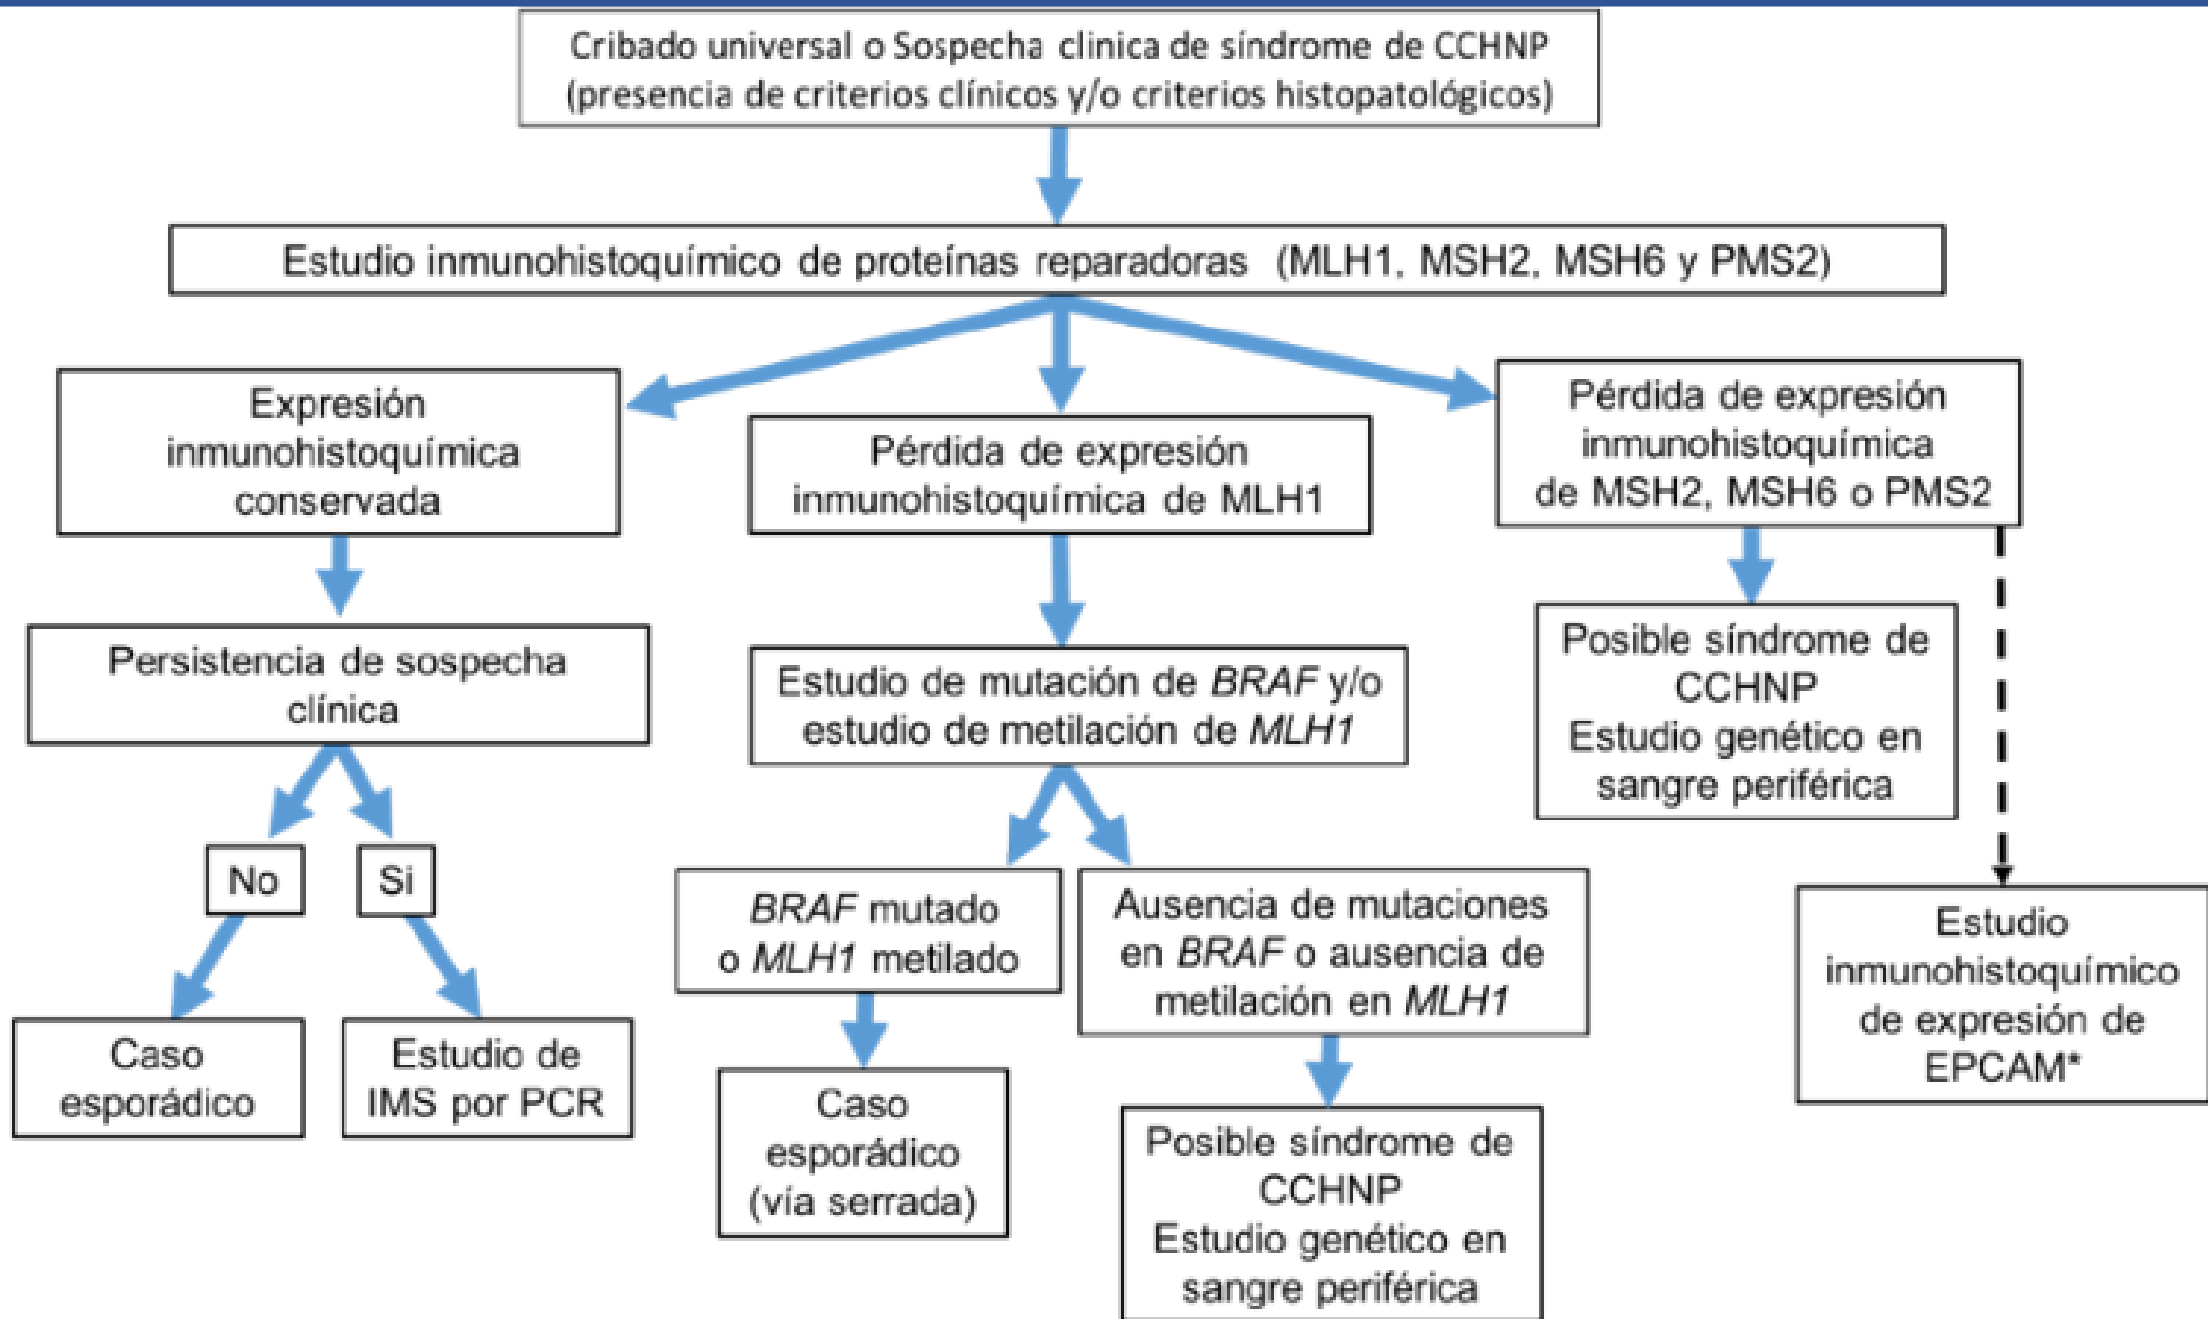 Cribado universal o Sospecha clinica de síndrome de CCHNP
(presencia de criterios clínicos y/o criterios histopatológicos)
Estudio inmunohistoquímico de proteínas reparadoras (MLH1, MSH2, MSH6 y PMS2)
Expresión
inmunohistoquímica
conservada
Pérdida de expresión
inmunohistoquímica de MLH1
Pérdida de expresión
inmunohistoquímica
de MSH2, MSH6 o PMS2
Persistencia de sospecha
clínica
Estudio de mutación de BRAF y/o
estudio de metilación de MLH1
Posible síndrome de
CCHNP
Estudio genético en
sangre periférica
No
Si
BRAF mutado
o MLH1 metilado
Ausencia de mutaciones
en BRAF o ausencia de
metilación en MLH1
Estudio
inmunohistoquímico
de expresión de
EPCAM*
Caso
esporádico
Estudio de
IMS por PCR
Caso
esporádico
(vía serrada)
Posible síndrome de
CCHNP
Estudio genético en
sangre periférica